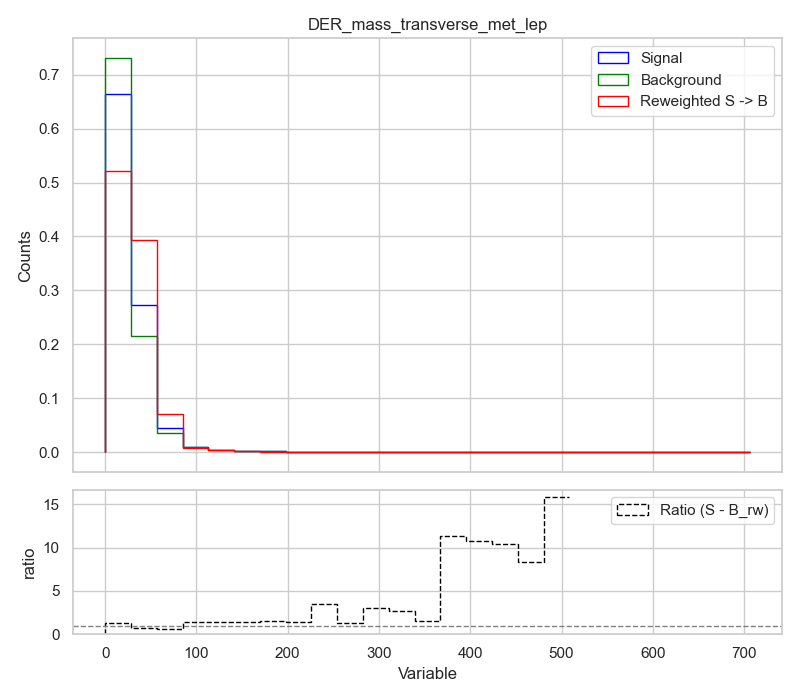 DER_mass_transverse_met_lep
Signal
Background
Reweighted S -> B
Counts
0.7
0.6
0.5
0.4
0.3
0.2
0.1
0.0
0 100 200 300 400 500 600 700
Ratio (S - B_rw)
ratio
15
10
5
0
Variable